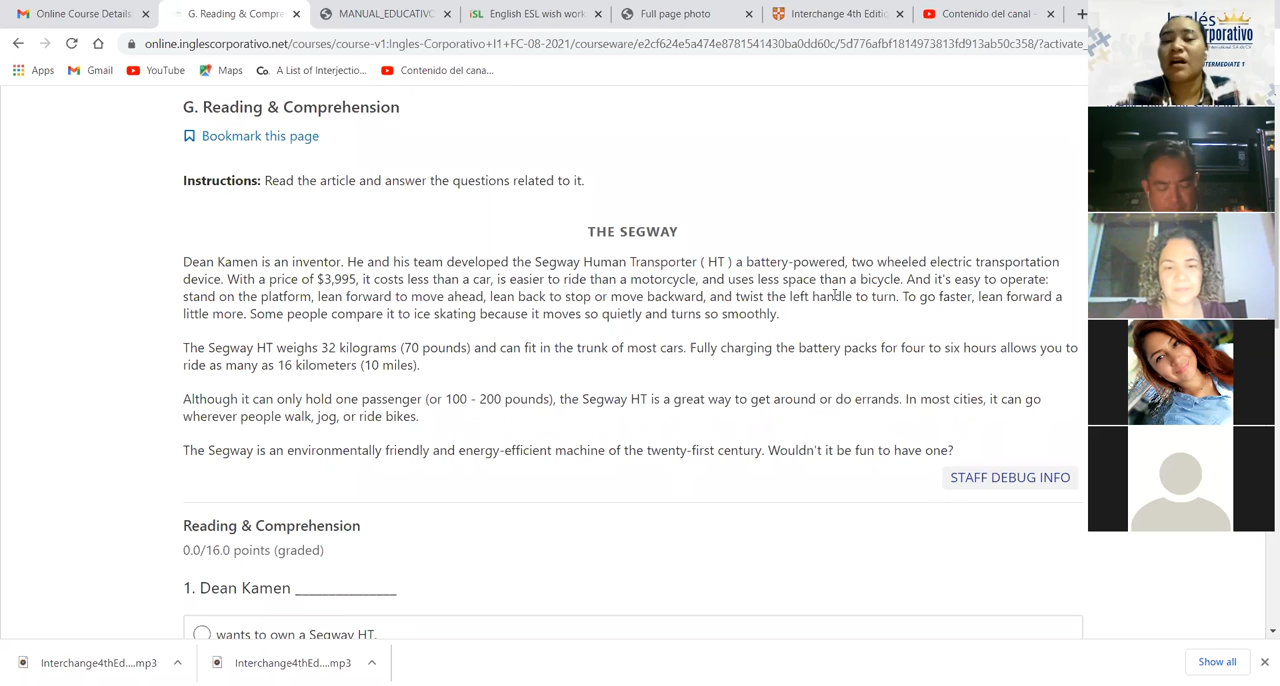 Online Course Details
G. Reading & Compre
MANUAL_EDUCATIVO
English ESL wish work
Full page photo
Interchange 4th Editi
Contenido del canal -
online.inglescorporativo.net/courses/course-v1:Ingles-Corporativo+I1+TC-08-2021/courseware/e2cf624e5a474e8781541430ba0dd60c/5d776afbf1814973813fd913ab50c358/?activate_
Apps
Gmail
YouTube
Maps
A List of Interjectio...
Contenido del cana...
Inglés
Corporativo
INTERMEDIATE 1
G. Reading & Comprehension
Bookmark this page
Instructions: Read the article and answer the questions related to it.
THE SEGWAY
Dean Kamen is an inventor. He and his team developed the Segway Human Transporter ( HT ) a battery-powered, two wheeled electric transportation
device. With a price of $3,995, it costs less than a car, is easier to ride than a motorcycle, and uses less space than a bicycle. And it's easy to operate:
stand on the platform, lean forward to move ahead, lean back to stop or move backward, and twist the left handle to turn. To go faster, lean forward a
little more. Some people compare it to ice skating because it moves so quietly and turns so smoothly.
The Segway HT weighs 32 kilograms (70 pounds) and can fit in the trunk of most cars. Fully charging the battery packs for four to six hours allows you to
ride as many as 16 kilometers (10 miles).
Although it can only hold one passenger (or 100 - 200 pounds), the Segway HT is a great way to get around or do errands. In most cities, it can go
wherever people walk, jog, or ride bikes.
The Segway is an environmentally friendly and energy-efficient machine of the twenty-first century. Wouldn't it be fun to have one?
STAFF DEBUG INFO
Reading & Comprehension
0.0/16.0 points (graded)
1. Dean Kamen _______________
wants to own a Segway HT.
Interchange4thEd....mp3
Interchange4thEd....mp3
Show all